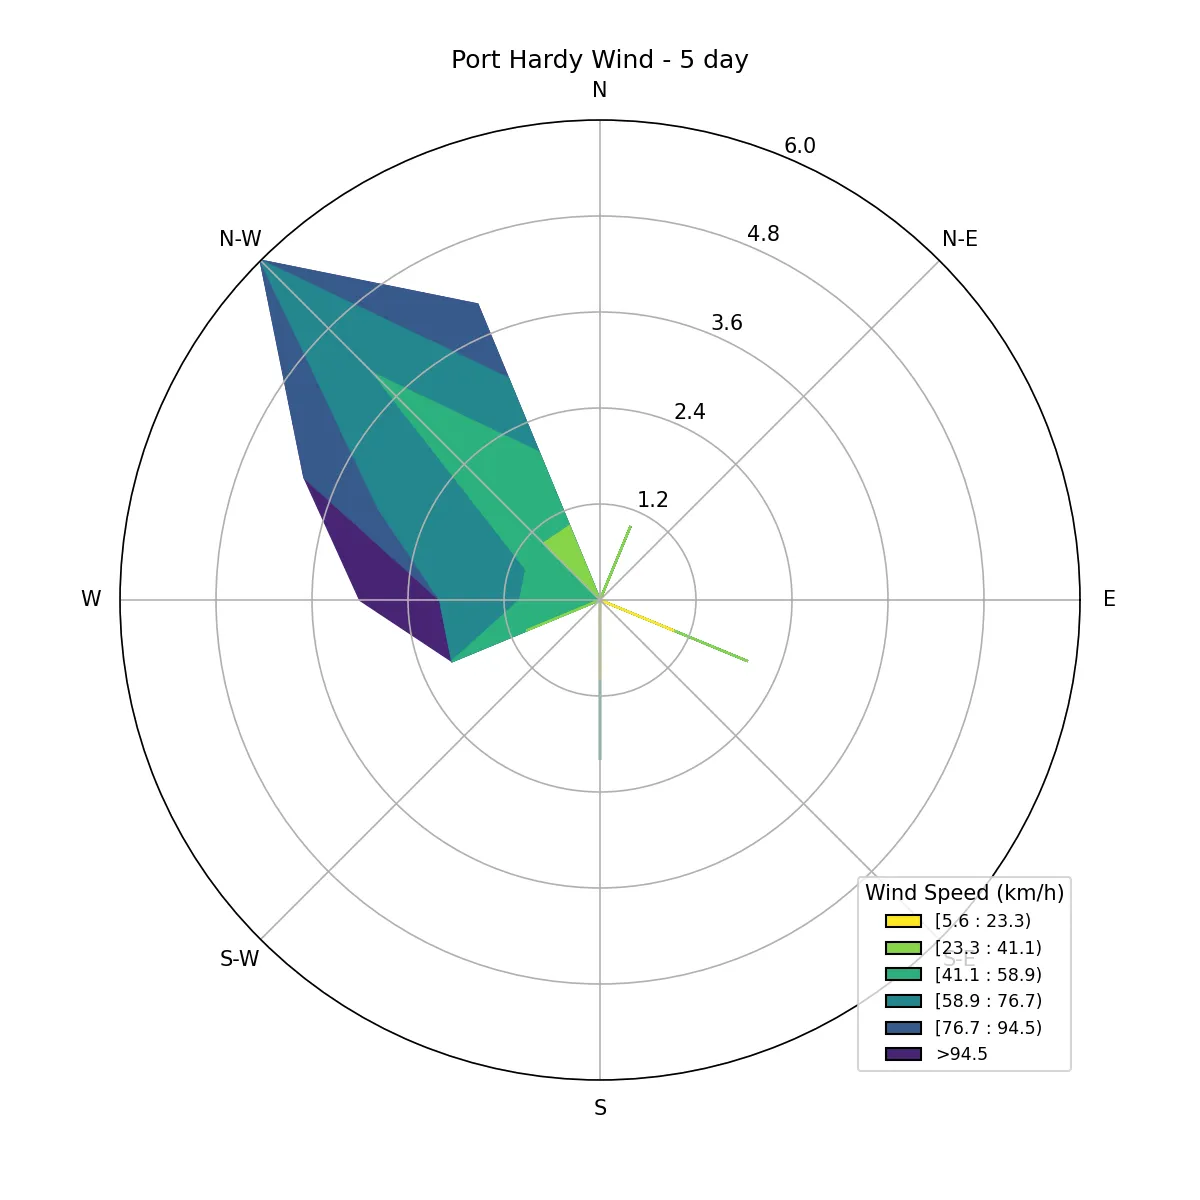 Port Hardy Wind - 5 day
N
6.0
N-W
4.8
N-E
3.6
2.4
1.2
W
E
Wind Speed (km/h)
[5.6 : 23.3)
[23.3 : 41.1)
S-W
S-E
[41.1 : 58.9)
[58.9 : 76.7)
[76.7 : 94.5)
>94.5
S